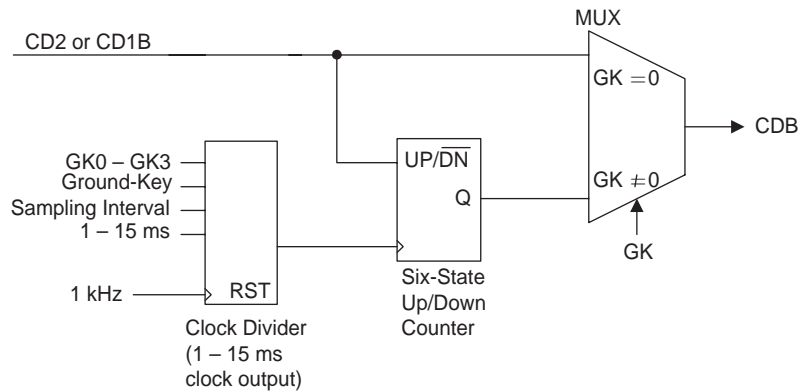 MUX
CD2 or CD1B
GK = 0
CDB
GK0 – GK3
Ground-Key
Sampling Interval
1 – 15 ms
UP/DN
Q
GK ≠ 0
GK
1 kHz
RST
Six-State
Up/Down
Counter
Clock Divider
(1 – 15 ms
clock output)